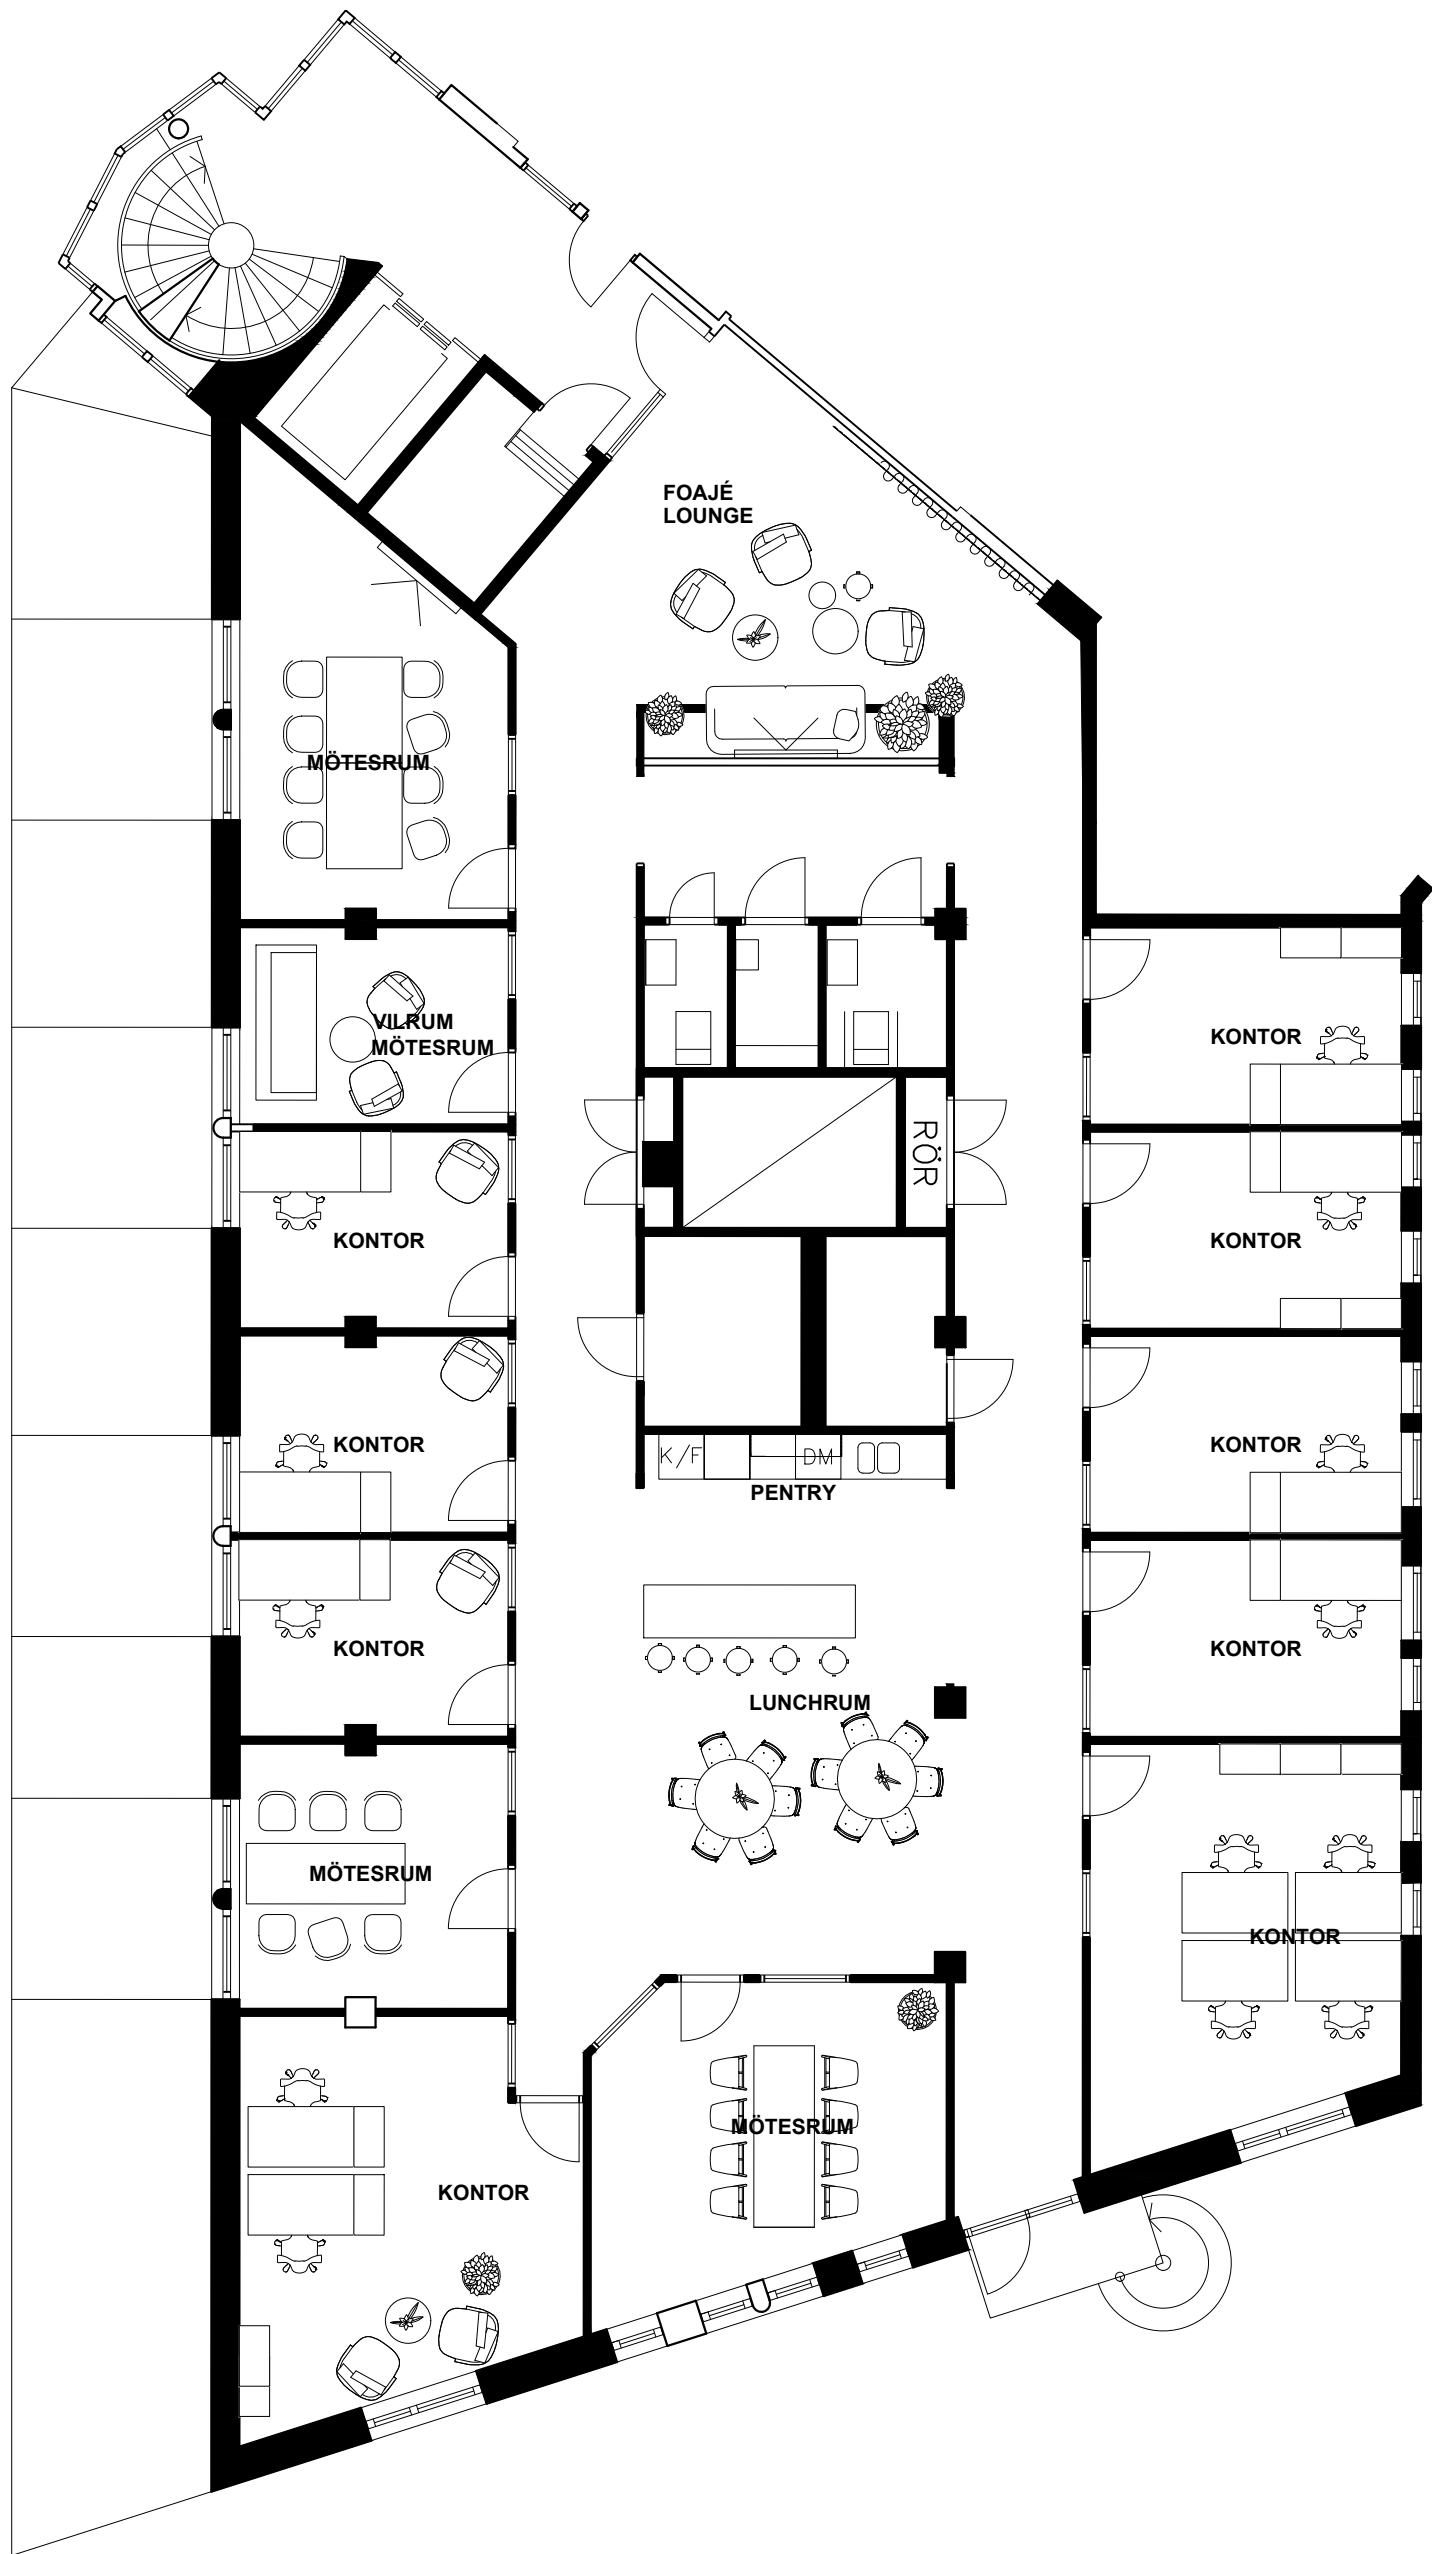 FOAJÉ
LOUNGE
MÖTESRUM
VILRUM
MÖTESRUM
KONTOR
RÖR
KONTOR
KONTOR
KONTOR
KONTOR
KONTOR
K/F
DM
PENTRY
KONTOR
KONTOR
LUNCHRUM
MÖTESRUM
KONTOR
MÖTESRUM
KONTOR